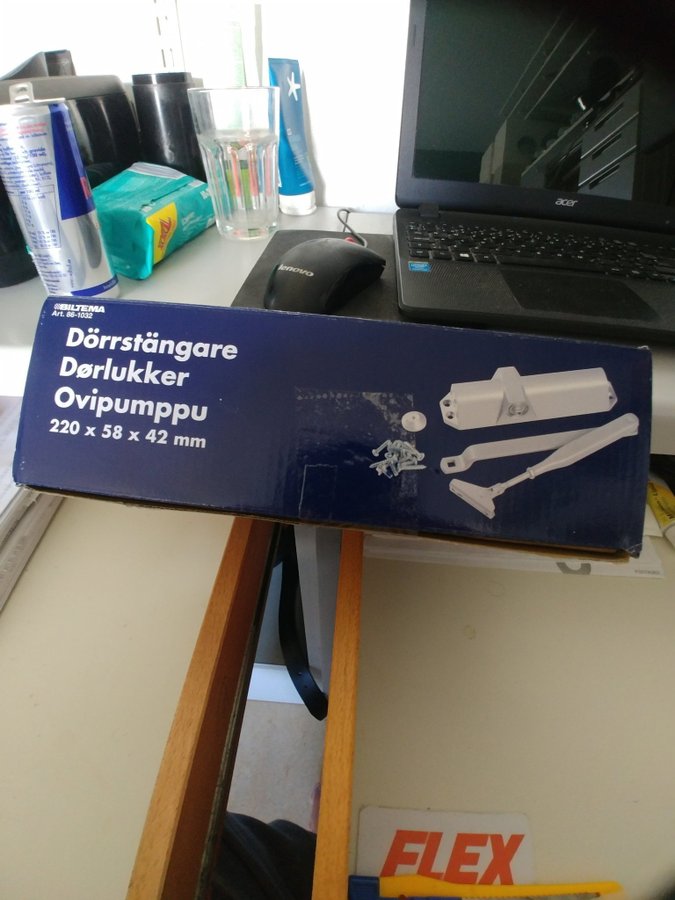 acer
lenovo
BILTEMA
Art. 86-1032
Dörrstängare
Dørlukker
Ovipumppu
220 x 58 x 42 mm
FLEX